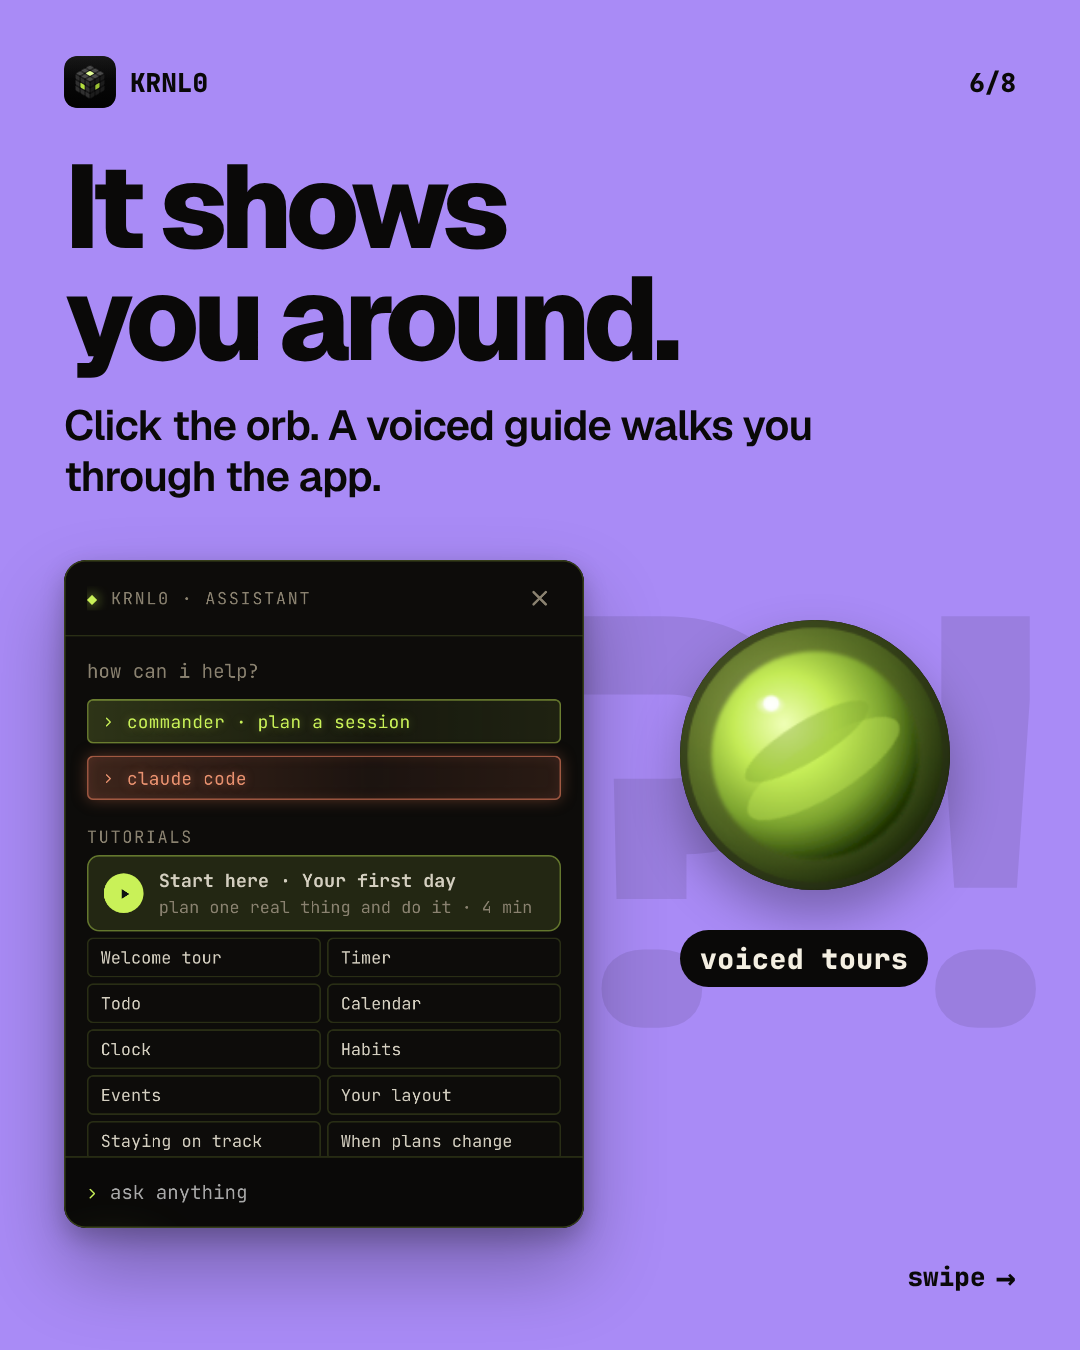 KRNL0
6/8
It shows
you around.
Click the orb. A voiced guide walks you
through the app.
KRNL0 · ASSISTANT
how can i help?
› commander · plan a session
› claude code
TUTORIALS
Start here · Your first day
plan one real thing and do it · 4 min
Welcome tour
Timer
Todo
Calendar
Clock
Habits
Events
Your layout
Staying on track
When plans change
› ask anything
?!
voiced tours
swipe →